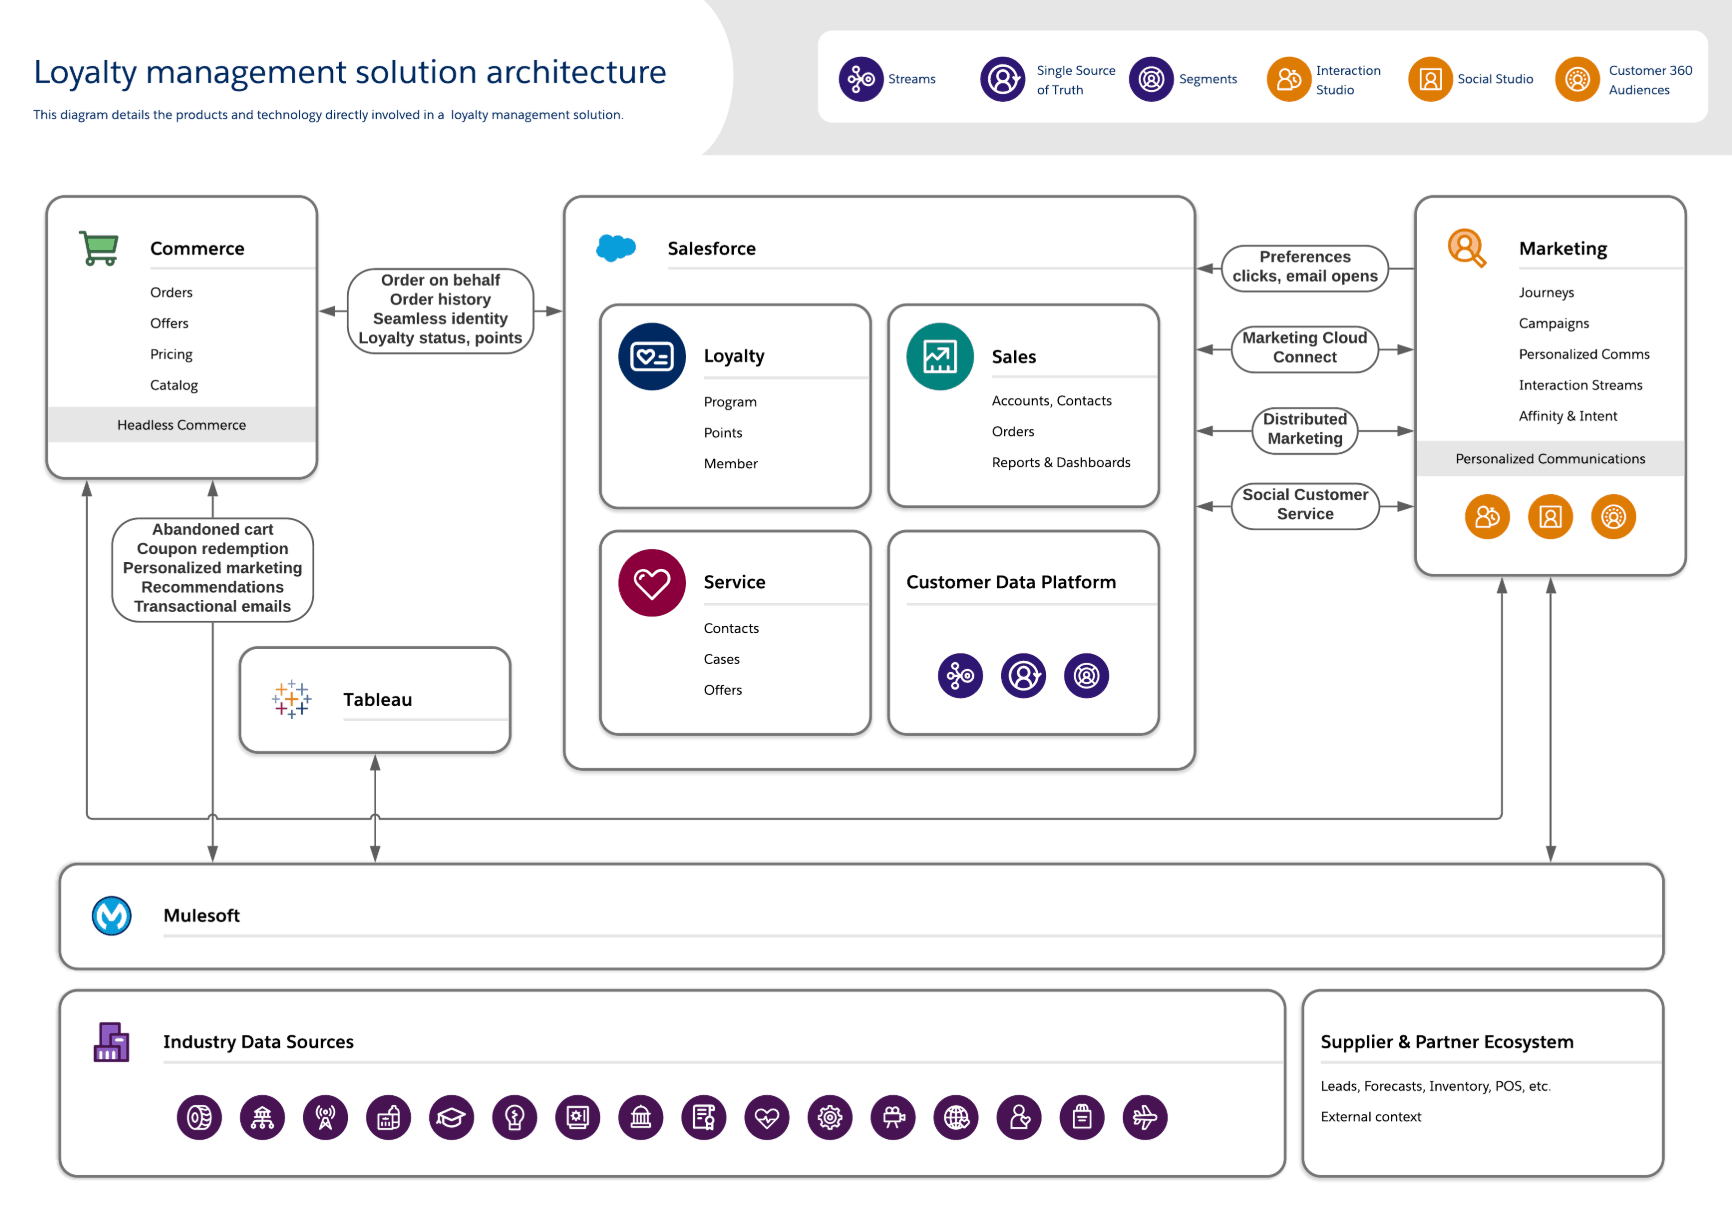 Loyalty management solution architecture
This diagram details the products and technology directly involved in a loyalty management solution.
Streams
Single Source
of Truth
Segments
Interaction
Studio
Social Studio
Customer 360
Audiences
Commerce
Orders
Offers
Pricing
Catalog
Headless Commerce
Order on behalf
Order history
Seamless identity
Loyalty status, points
Salesforce
Loyalty
Program
Points
Member
Sales
Accounts, Contacts
Orders
Reports & Dashboards
Service
Contacts
Cases
Offers
Customer Data Platform
Preferences
clicks, email opens
Marketing Cloud
Connect
Distributed
Marketing
Social Customer
Service
Marketing
Journeys
Campaigns
Personalized Comms
Interaction Streams
Affinity & Intent
Personalized Communications
Abandoned cart
Coupon redemption
Personalized marketing
Recommendations
Transactional emails
Tableau
Mulesoft
Industry Data Sources
Supplier & Partner Ecosystem
Leads, Forecasts, Inventory, POS, etc.
External context